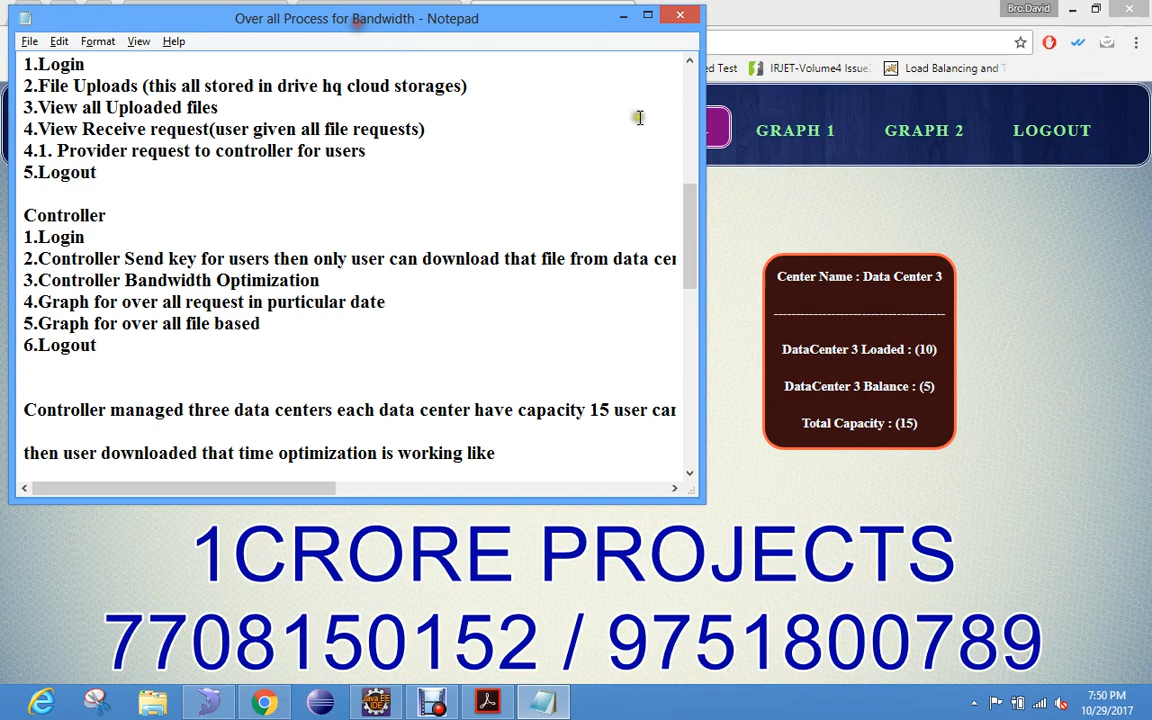 Over all Process for Bandwidth - Notepad
Bro.David
File Edit Format View Help
1.Login
2.File Uploads (this all stored in drive hq cloud storages)
3.View all Uploaded files
4.View Receive request(user given all file requests)
4.1. Provider request to controller for users
5.Logout
Controller
1.Login
2.Controller Send key for users then only user can download that file from data
3.Controller Bandwidth Optimization
4.Graph for over all request in purticular date
5.Graph for over all file based
6.Logout
Controller managed three data centers each data center have capacity 15 user
then user downloaded that time optimization is working like
Test IRJET-Volume4 Issue Load Balancing and
GRAPH 1 GRAPH 2 LOGOUT
Center Name : Data Center 3
----------------------------------------
DataCenter 3 Loaded : (10)
DataCenter 3 Balance : (5)
Total Capacity : (15)
1CRORE PROJECTS
7708150152 / 9751800789
Java EE
IDE
7:50 PM
10/29/2017